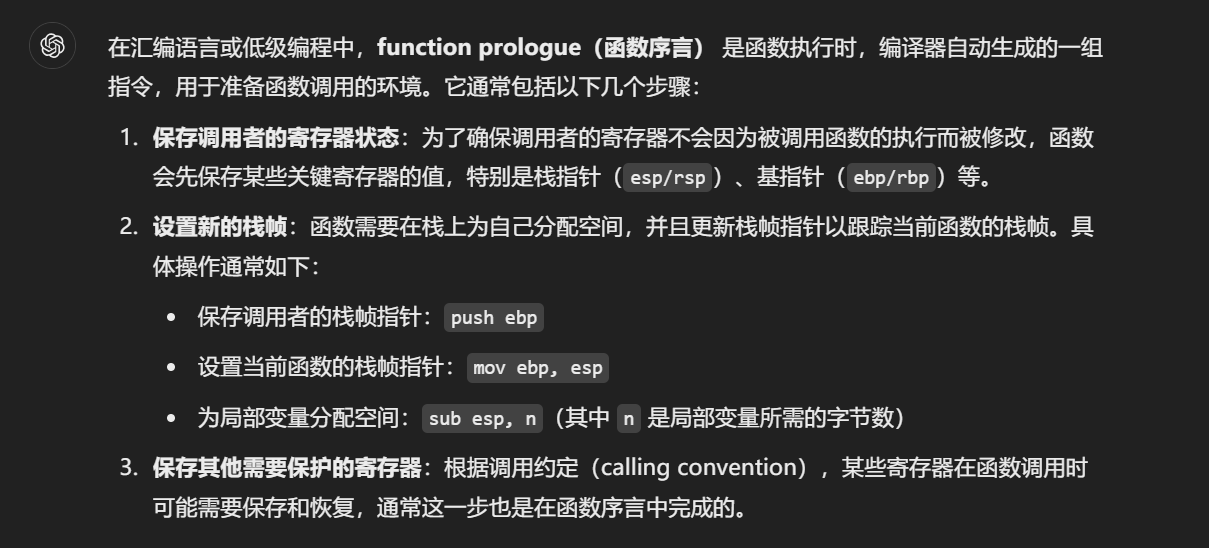 在汇编语言或低级编程中，function prologue（函数序言） 是函数执行时，编译器自动生成的一组
指令，用于准备函数调用的环境。它通常包括以下几个步骤：
1. 保存调用者的寄存器状态：为了确保调用者的寄存器不会因为被调用函数的执行而被修改，函数
会先保存某些关键寄存器的值，特别是栈指针（ esp/rsp ）、基指针（ ebp/rbp ）等。
2. 设置新的栈帧：函数需要在栈上为自己分配空间，并且更新栈帧指针以跟踪当前函数的栈帧。具
体操作通常如下：
• 保存调用者的栈帧指针： push ebp
• 设置当前函数的栈帧指针： mov ebp, esp
• 为局部变量分配空间： sub esp, n （其中 n 是局部变量所需的字节数）
3. 保存其他需要保护的寄存器：根据调用约定（calling convention），某些寄存器在函数调用时
可能需要保存和恢复，通常这一步也是在函数序言中完成的。